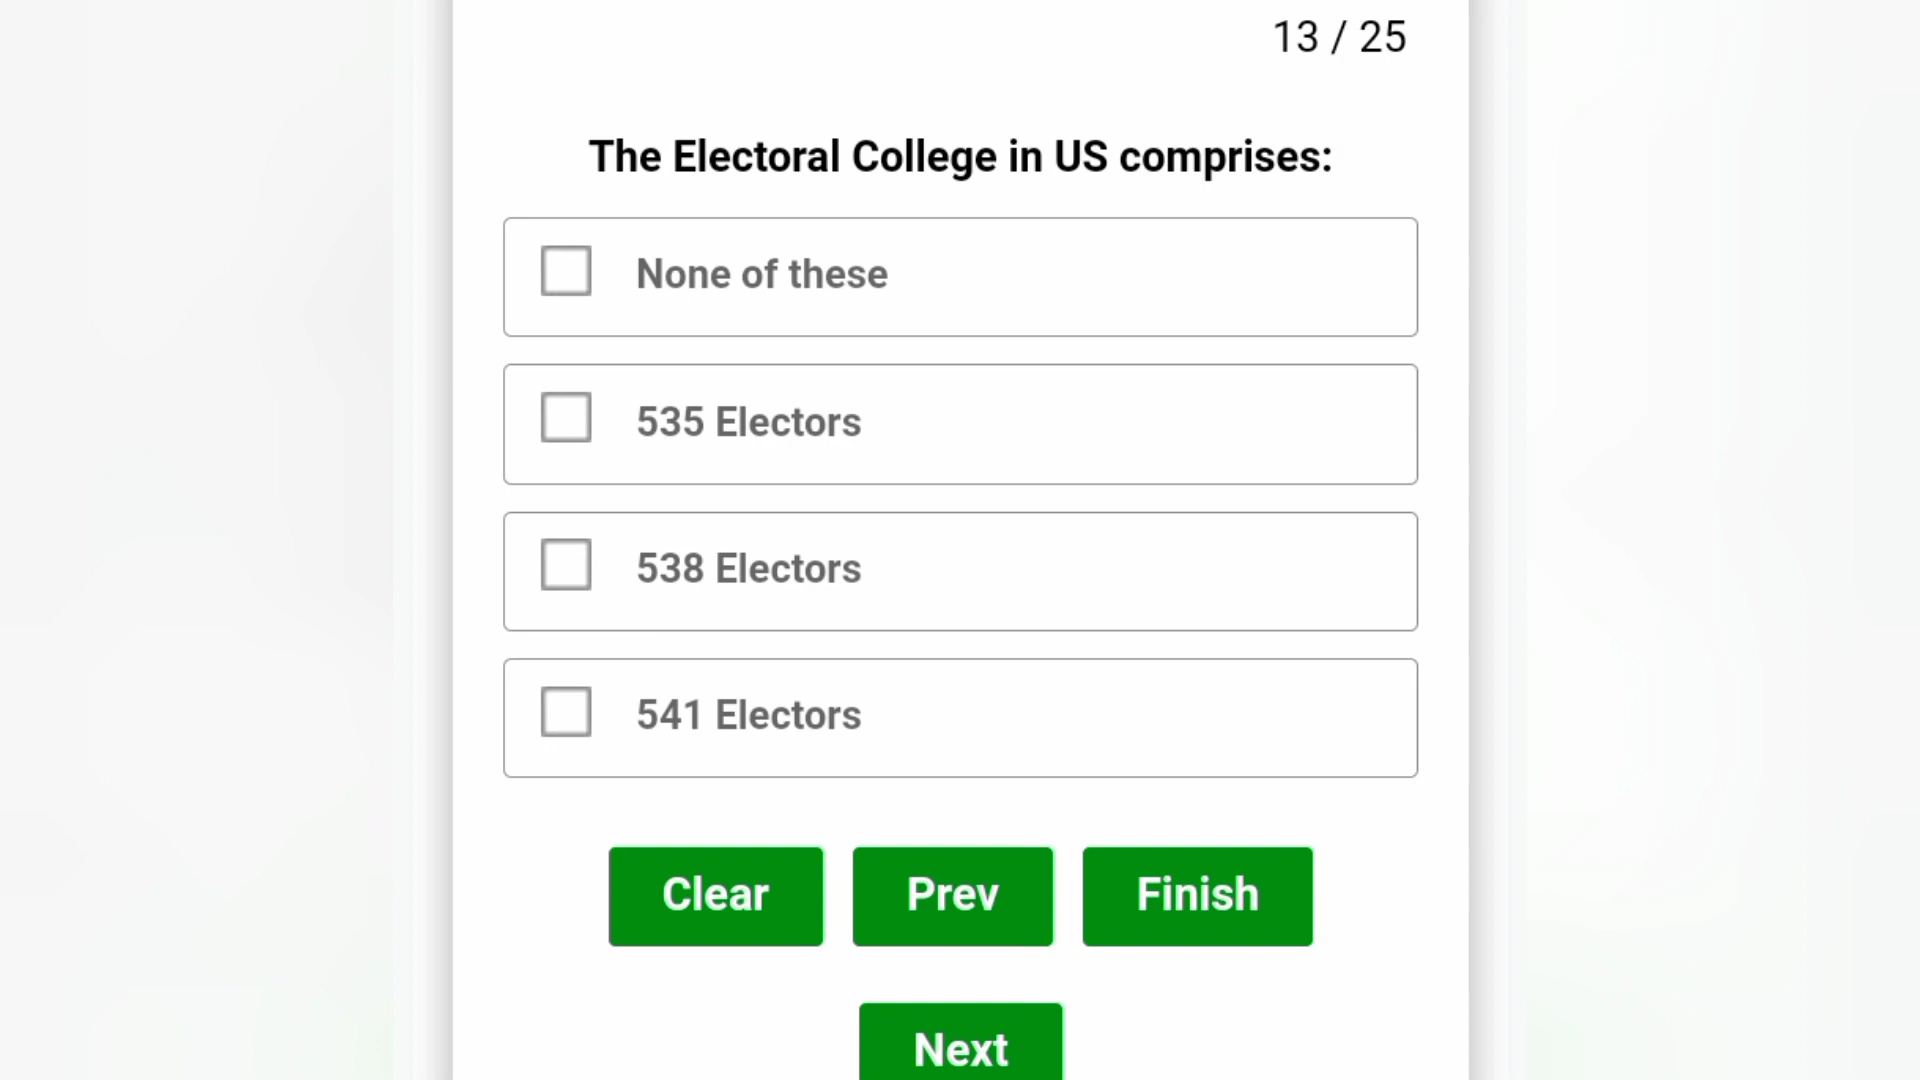 13 / 25
The Electoral College in US comprises:
None of these
535 Electors
538 Electors
541 Electors
Clear
Prev
Finish
Next